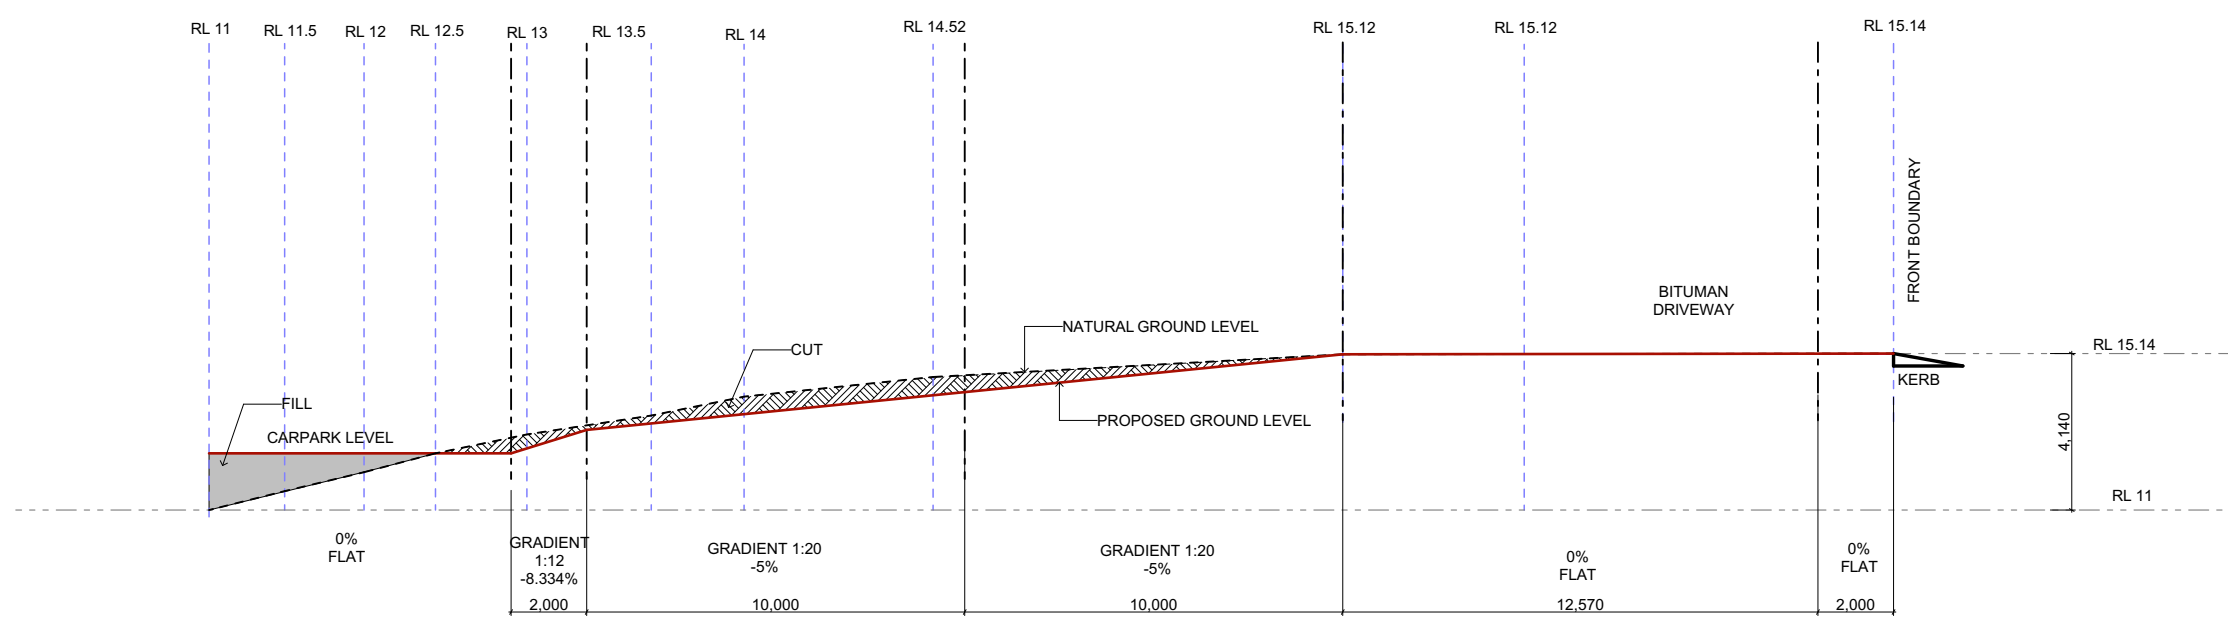 RL 11
RL 11.5
RL 12
RL 12.5
RL 13
RL 13.5
RL 14
RL 14.52
RL 15.12
RL 15.12
RL 15.14
FRONT BOUNDARY
BITUMAN
DRIVEWAY
NATURAL GROUND LEVEL
CUT
RL 15.14
KERB
FILL
PROPOSED GROUND LEVEL
CARPARK LEVEL
4,140
RL 11
0%
FLAT
GRADIENT
1:12
-8.334%
GRADIENT 1:20
-5%
GRADIENT 1:20
-5%
0%
FLAT
0%
FLAT
2,000
10,000
10,000
12,570
2,000